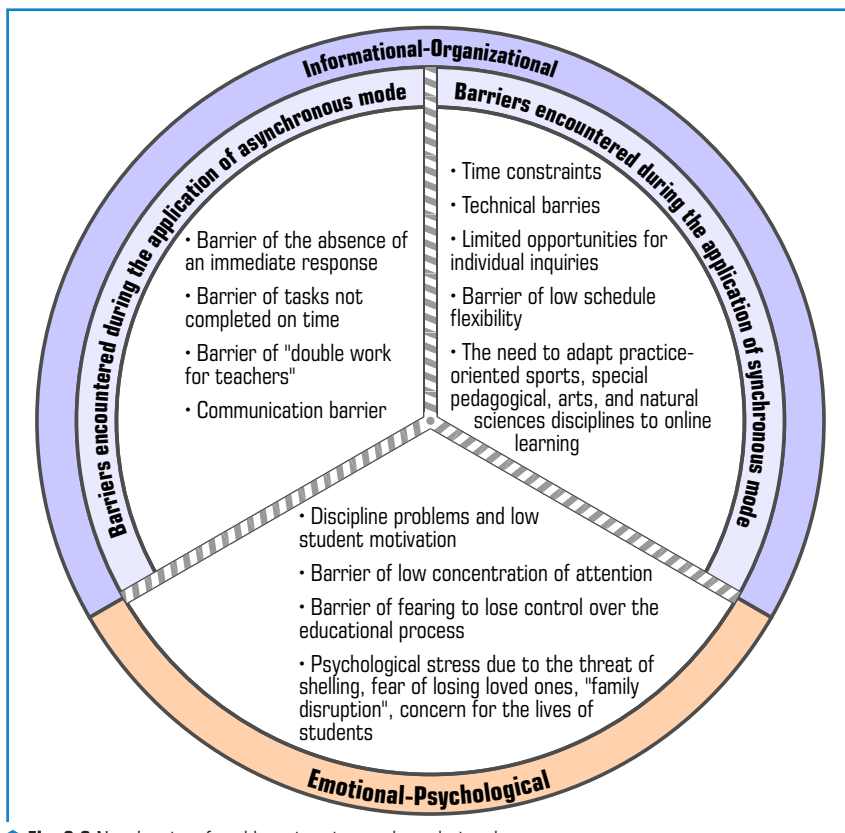 Informational-Organizational
Barriers encountered during the application of asynchronous mode
• Barrier of the absence of
an immediate response
• Barrier of tasks not
completed on time
• Barrier of "double work
for teachers"
• Communication barrier
Barriers encountered during the application of synchronous mode
• Time constraints
• Technical barries
• Limited opportunities for
individual inquiries
• Barrier of low schedule
flexibility
• The need to adapt practice-
oriented sports, special
pedagogical, arts, and natural
sciences disciplines to online
learning
• Discipline problems and low
student motivation
• Barrier of low concentration of attention
• Barrier of fearing to lose control over the
educational process
• Psychological stress due to the threat of
shelling, fear of losing loved ones, "family
disruption", concern for the lives of
students
Emotional-Psychological